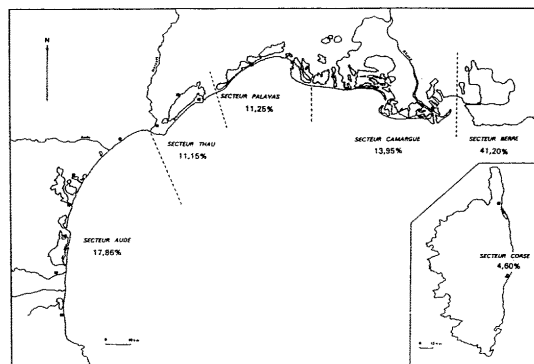 N
SECTEUR PALAVAS
11,25%
SECTEUR THAU
11,15%
SECTEUR CAMARGUE
13,95%
SECTEUR BERRE
41,20%
SECTEUR AUDE
17,86%
SECTEUR CORSE
4,60%